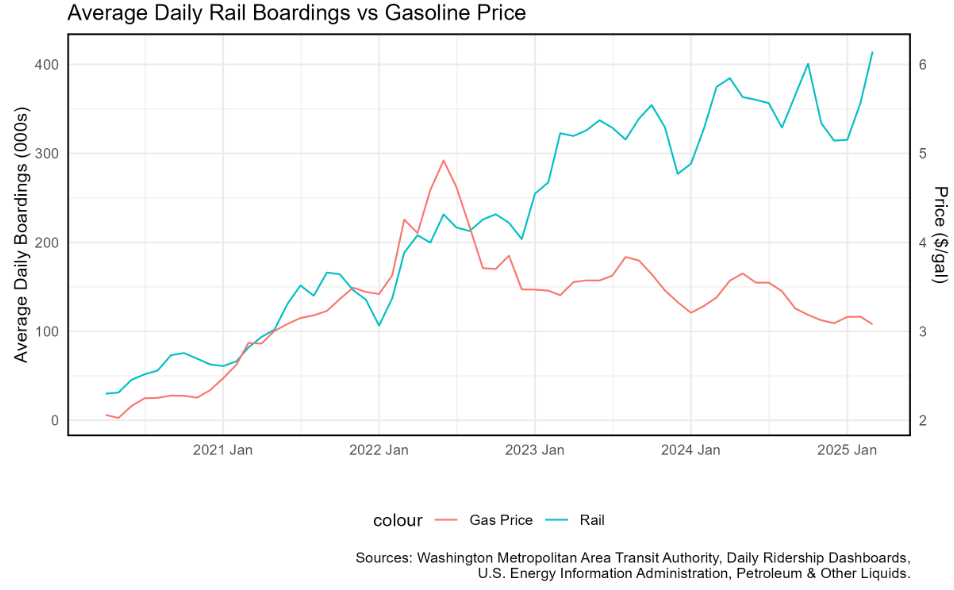 Average Daily Rail Boardings vs Gasoline Price
Average Daily Boardings (000s)
400
300
200
100
0
6
5
4
3
2
Price ($/gal)
2021 Jan 2022 Jan 2023 Jan 2024 Jan 2025 Jan
colour Gas Price Rail
Sources: Washington Metropolitan Area Transit Authority, Daily Ridership Dashboards,
U.S. Energy Information Administration, Petroleum & Other Liquids.